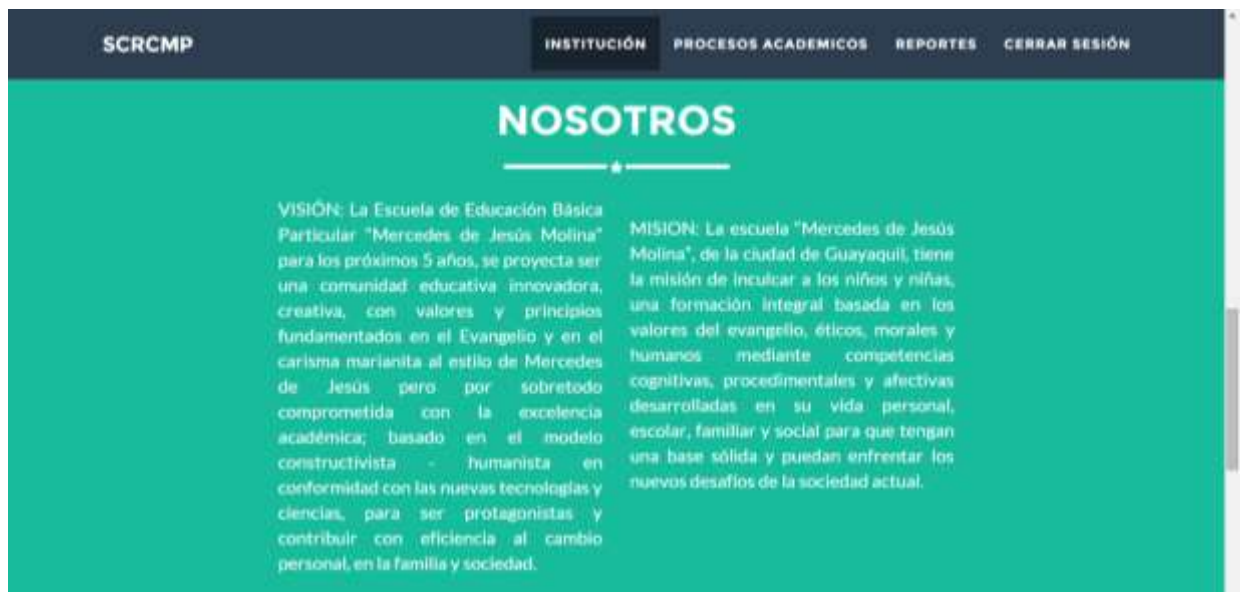 SCRCMP
INSTITUCIÓN PROCESOS ACADEMICOS REPORTES CERRAR SESIÓN
NOSOTROS
VISIÓN: La Escuela de Educación Básica
Particular "Mercedes de Jesús Molina"
para los próximos 5 años, se proyecta ser
una comunidad educativa innovadora,
creativa, con valores y principios
fundamentados en el Evangelio y en el
carisma marianita al estilo de Mercedes
de Jesús pero por sobretodo
comprometida con la excelencia
académica; basado en el modelo
constructivista - humanista en
conformidad con las nuevas tecnologías y
ciencias, para ser protagonistas y
contribuir con eficiencia al cambio
personal, en la familia y sociedad.
MISION: La escuela "Mercedes de Jesús
Molina", de la ciudad de Guayaquil, tiene
la misión de inculcar a los niños y niñas,
una formación integral basada en los
valores del evangelio, éticos, morales y
humanos mediante competencias
cognitivas, procedimentales y afectivas
desarrolladas en su vida personal,
escolar, familiar y social para que tengan
una base sólida y puedan enfrentar los
nuevos desafíos de la sociedad actual.